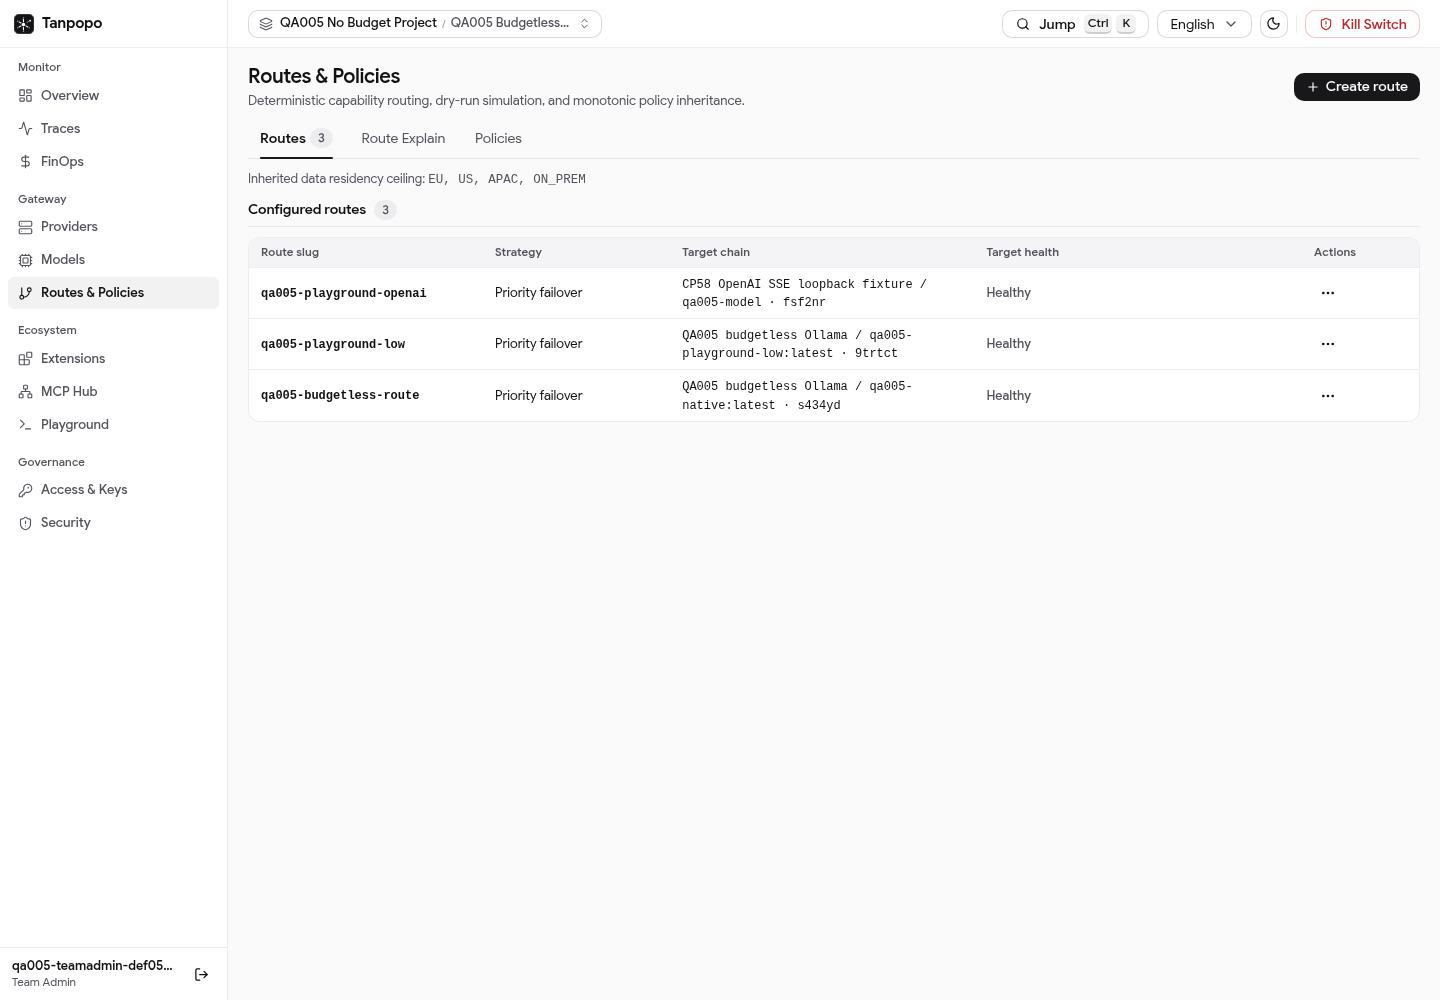 Tanpopo
QA005 No Budget Project / QA005 Budgetless...
Jump Ctrl K
English
Kill Switch
Monitor
Overview
Traces
FinOps
Gateway
Providers
Models
Routes & Policies
Ecosystem
Extensions
MCP Hub
Playground
Governance
Access & Keys
Security
qa005-teamadmin-def05...
Team Admin
Routes & Policies
Deterministic capability routing, dry-run simulation, and monotonic policy inheritance.
Create route
Routes 3
Route Explain
Policies
Inherited data residency ceiling: EU, US, APAC, ON_PREM
Configured routes 3
Route slug Strategy Target chain Target health Actions
qa005-playground-openai Priority failover CP58 OpenAI SSE loopback fixture / Healthy
qa005-model · fsf2nr
qa005-playground-low Priority failover QA005 budgetless Ollama / qa005- Healthy
playground-low:latest · 9trtct
qa005-budgetless-route Priority failover QA005 budgetless Ollama / qa005- Healthy
native:latest · s434yd